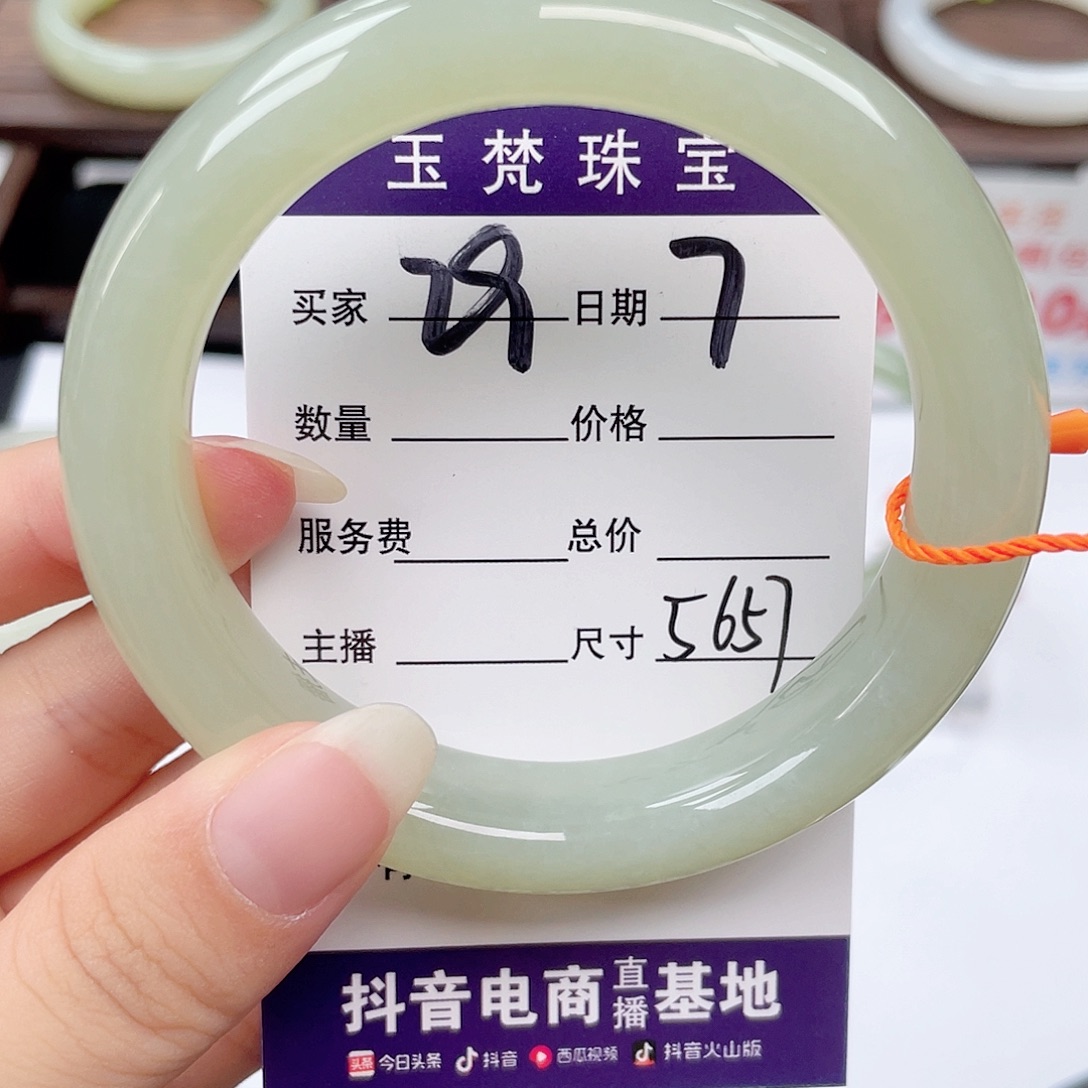 玉梵珠宝
买家 日期 7
数量 价格
服务费 总价
主播 尺寸 5657
抖音电商直播基地
头条 今日头条 抖音 西瓜视频 抖音火山版